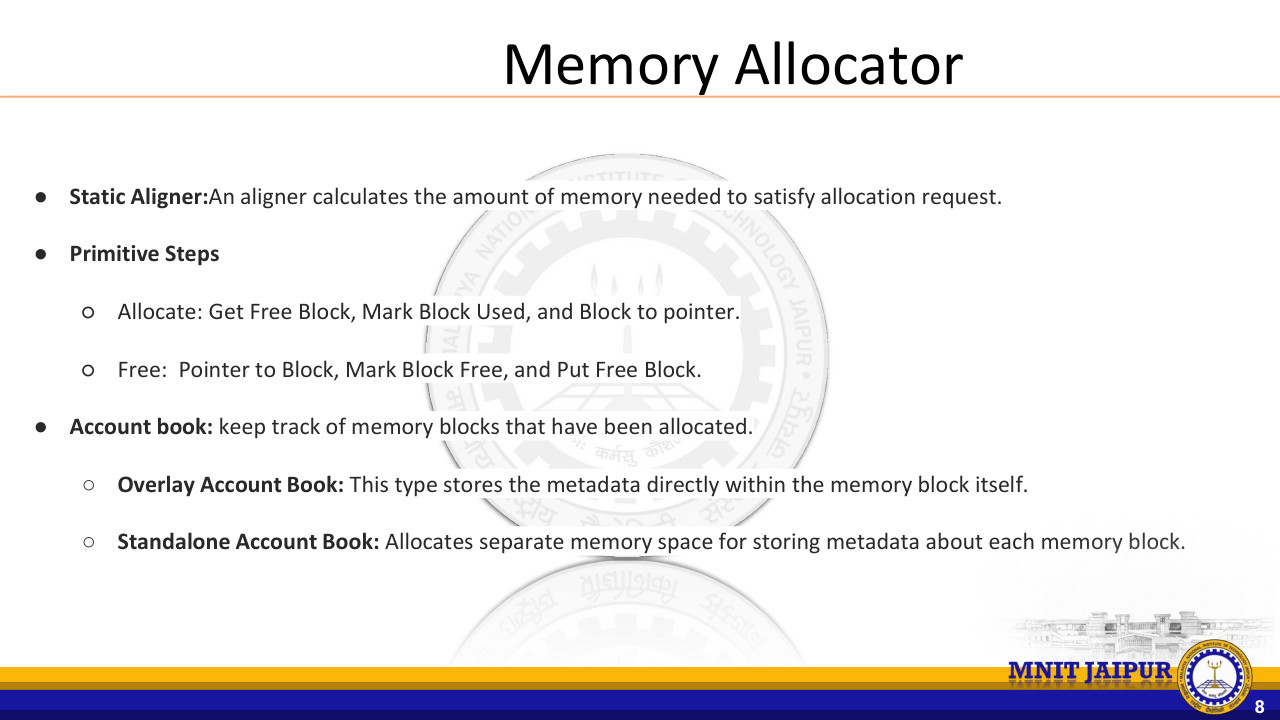 Memory Allocator
● Static Aligner:An aligner calculates the amount of memory needed to satisfy allocation request.
● Primitive Steps
○ Allocate: Get Free Block, Mark Block Used, and Block to pointer.
○ Free:  Pointer to Block, Mark Block Free, and Put Free Block.
● Account book: keep track of memory blocks that have been allocated.
○ Overlay Account Book: This type stores the metadata directly within the memory block itself.
○ Standalone Account Book: Allocates separate memory space for storing metadata about each memory block.
MNIT JAIPUR
8